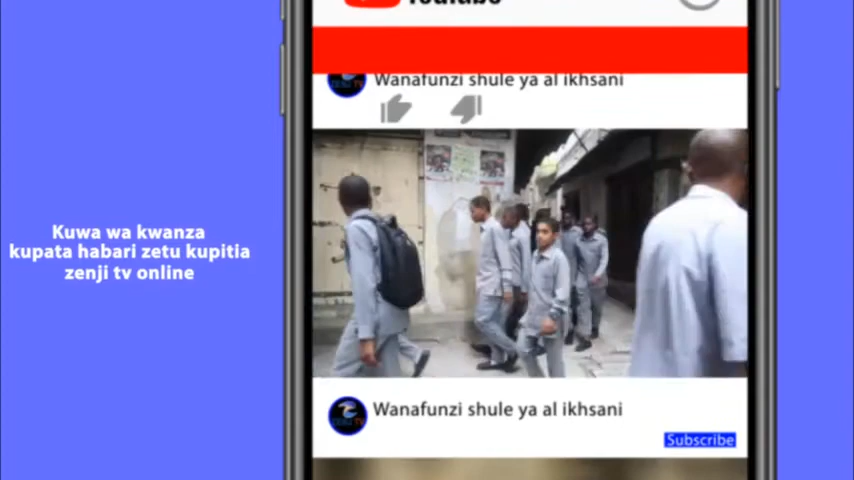 YouTube
Wanafunzi shule ya al ikhsani
Kuwa wa kwanza
kupata habari zetu kupitia
zenji tv online
Wanafunzi shule ya al ikhsani
Subscribe